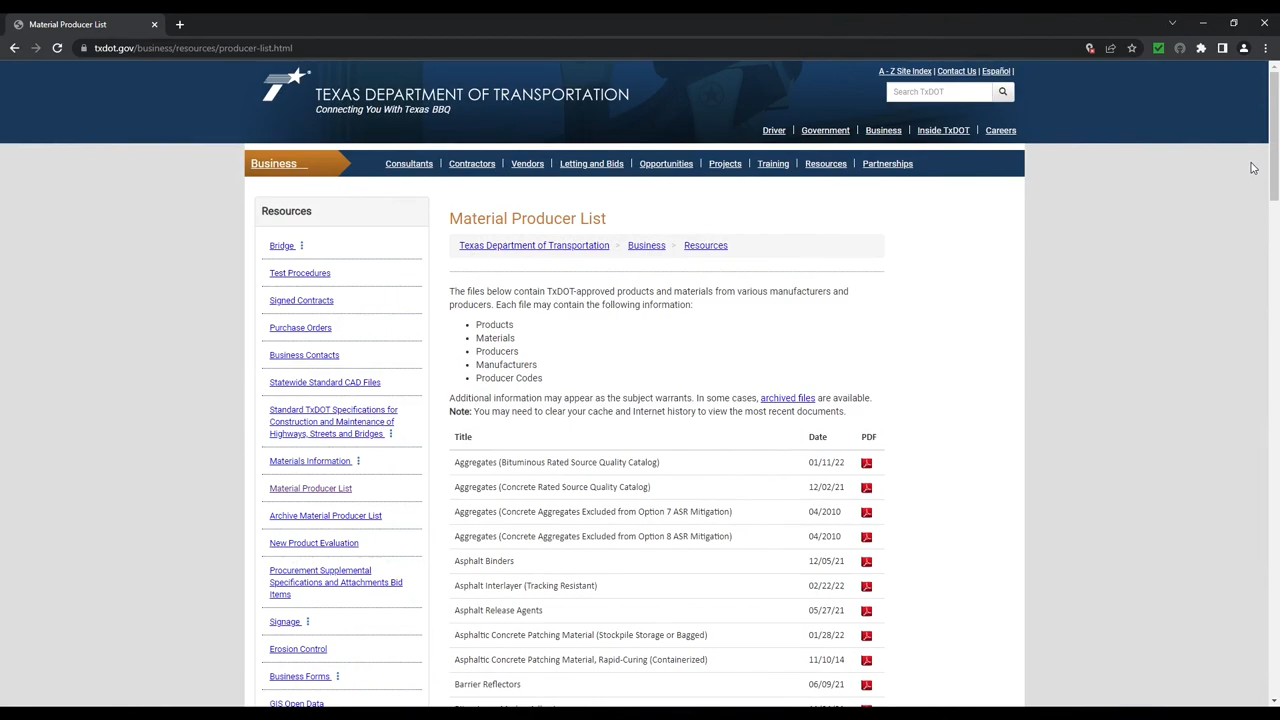 Material Producer List
txdot.gov/business/resources/producer-list.html
A - Z Site Index | Contact Us | Español |
TEXAS DEPARTMENT OF TRANSPORTATION
Connecting You With Texas BBQ
Search TxDOT
Driver | Government | Business | Inside TxDOT | Careers
Business
Consultants | Contractors | Vendors | Letting and Bids | Opportunities | Projects | Training | Resources | Partnerships
Resources
Bridge
Test Procedures
Signed Contracts
Purchase Orders
Business Contacts
Statewide Standard CAD Files
Standard TxDOT Specifications for
Construction and Maintenance of
Highways, Streets and Bridges
Materials Information
Material Producer List
Archive Material Producer List
New Product Evaluation
Procurement Supplemental
Specifications and Attachments Bid
Items
Signage
Erosion Control
Business Forms
GIS Open Data
Material Producer List
Texas Department of Transportation > Business > Resources
The files below contain TxDOT-approved products and materials from various manufacturers and
producers. Each file may contain the following information:
• Products
• Materials
• Producers
• Manufacturers
• Producer Codes
Additional information may appear as the subject warrants. In some cases, archived files are available.
Note: You may need to clear your cache and Internet history to view the most recent documents.
Title Date PDF
Aggregates (Bituminous Rated Source Quality Catalog) 01/11/22
Aggregates (Concrete Rated Source Quality Catalog) 12/02/21
Aggregates (Concrete Aggregates Excluded from Option 7 ASR Mitigation) 04/2010
Aggregates (Concrete Aggregates Excluded from Option 8 ASR Mitigation) 04/2010
Asphalt Binders 12/05/21
Asphalt Interlayer (Tracking Resistant) 02/22/22
Asphalt Release Agents 05/27/21
Asphaltic Concrete Patching Material (Stockpile Storage or Bagged) 01/28/22
Asphaltic Concrete Patching Material, Rapid-Curing (Containerized) 11/10/14
Barrier Reflectors 06/09/21